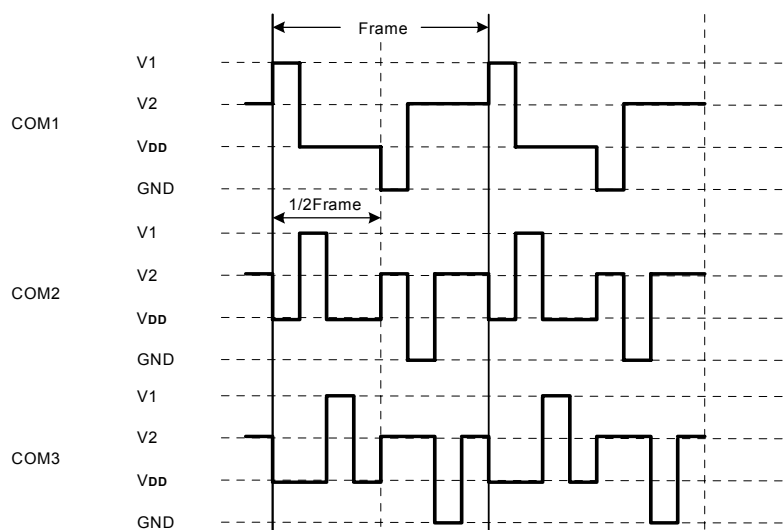 Frame
V1
V2
COM1
VDD
GND
1/2Frame
V1
V2
COM2
VDD
GND
V1
V2
COM3
VDD
GND